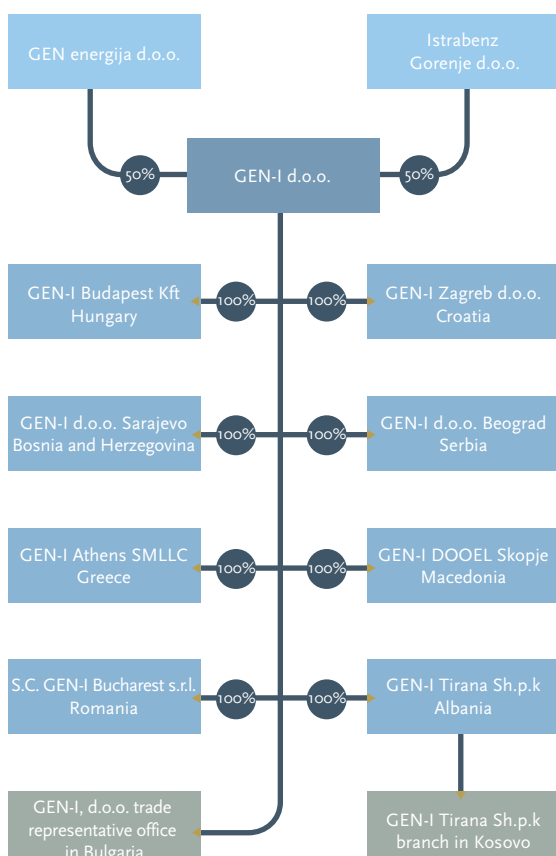 GEN energija d.o.o.
Istrabenz
Gorenje d.o.o.
50%
GEN-I d.o.o.
50%
GEN-I Budapest Kft
Hungary
100%
100%
GEN-I Zagreb d.o.o.
Croatia
GEN-I d.o.o. Sarajevo
Bosnia and Herzegovina
100%
100%
GEN-I d.o.o. Beograd
Serbia
GEN-I Athens SMLLC
Greece
100%
100%
GEN-I DOOEL Skopje
Macedonia
S.C. GEN-I Bucharest s.r.l.
Romania
100%
100%
GEN-I Tirana Sh.p.k
Albania
GEN-I, d.o.o. trade
representative office
in Bulgaria
GEN-I Tirana Sh.p.k
branch in Kosovo